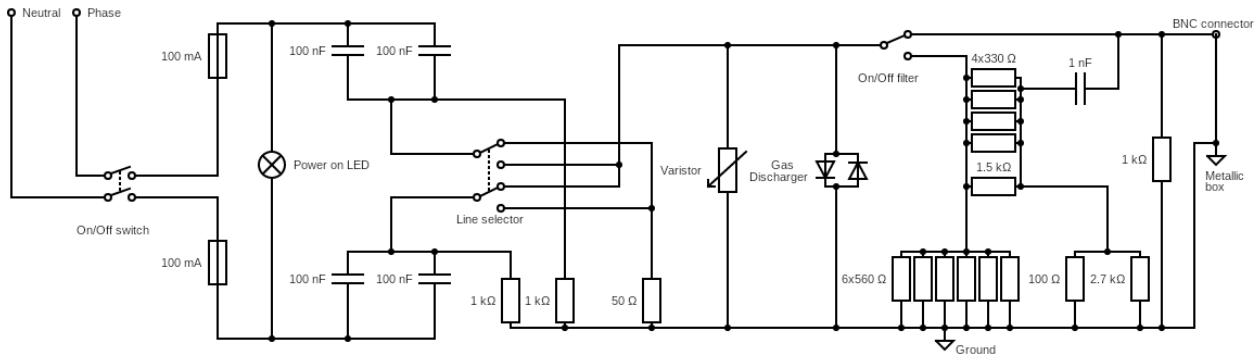 Neutral
Phase
BNC connector
100 mA
100 nF
100 nF
4x330 Ω
1 nF
On/Off filter
Power on LED
Varistor
Gas
Discharger
1.5 kΩ
1 kΩ
Metallic
box
On/Off switch
Line selector
100 mA
100 nF
100 nF
1 kΩ
1 kΩ
50 Ω
6x560 Ω
100 Ω
2.7 kΩ
Ground